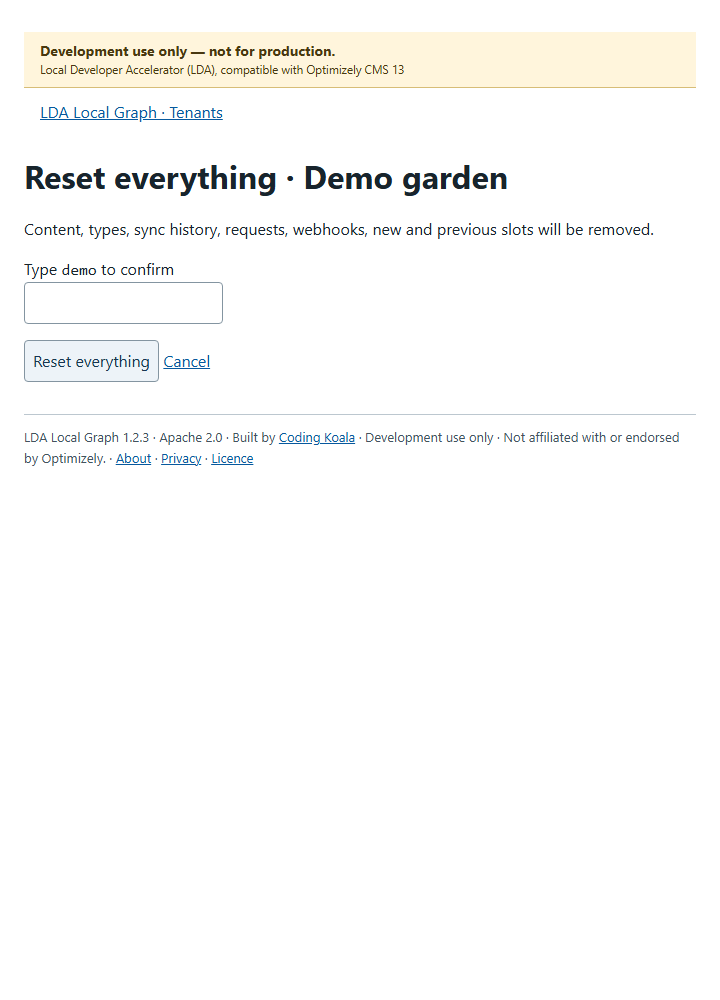 Development use only — not for production.
Local Developer Accelerator (LDA), compatible with Optimizely CMS 13
LDA Local Graph · Tenants
Reset everything · Demo garden
Content, types, sync history, requests, webhooks, new and previous slots will be removed.
Type demo to confirm
Reset everything Cancel
LDA Local Graph 1.2.3 · Apache 2.0 · Built by Coding Koala · Development use only · Not affiliated with or endorsed
by Optimizely. · About · Privacy · Licence